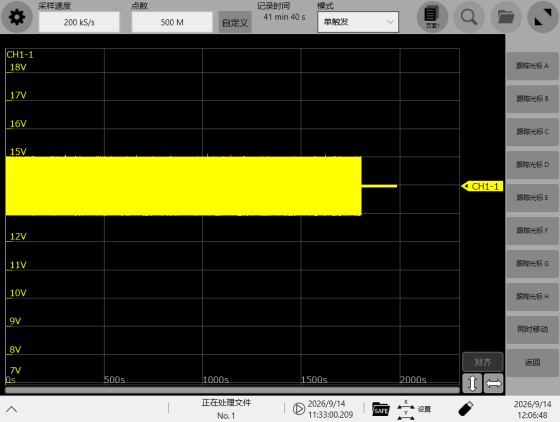 采样速度
200 kS/s
点数
500 M
自定义
记录时间
41 min 40 s
模式
单触发
页面1
CH1-1
18V
17V
16V
15V
12V
11V
10V
9V
8V
7V
0s
500s
1000s
1500s
2000s
CH1-1
跟踪光标 A
跟踪光标 B
跟踪光标 C
跟踪光标 D
跟踪光标 E
跟踪光标 F
跟踪光标 G
跟踪光标 H
同时移动
对齐
返回
正在处理文件
No. 1
2026/9/14
11:33:00.209
SAFE
X
Y
设置
2026/9/14
12:06:48